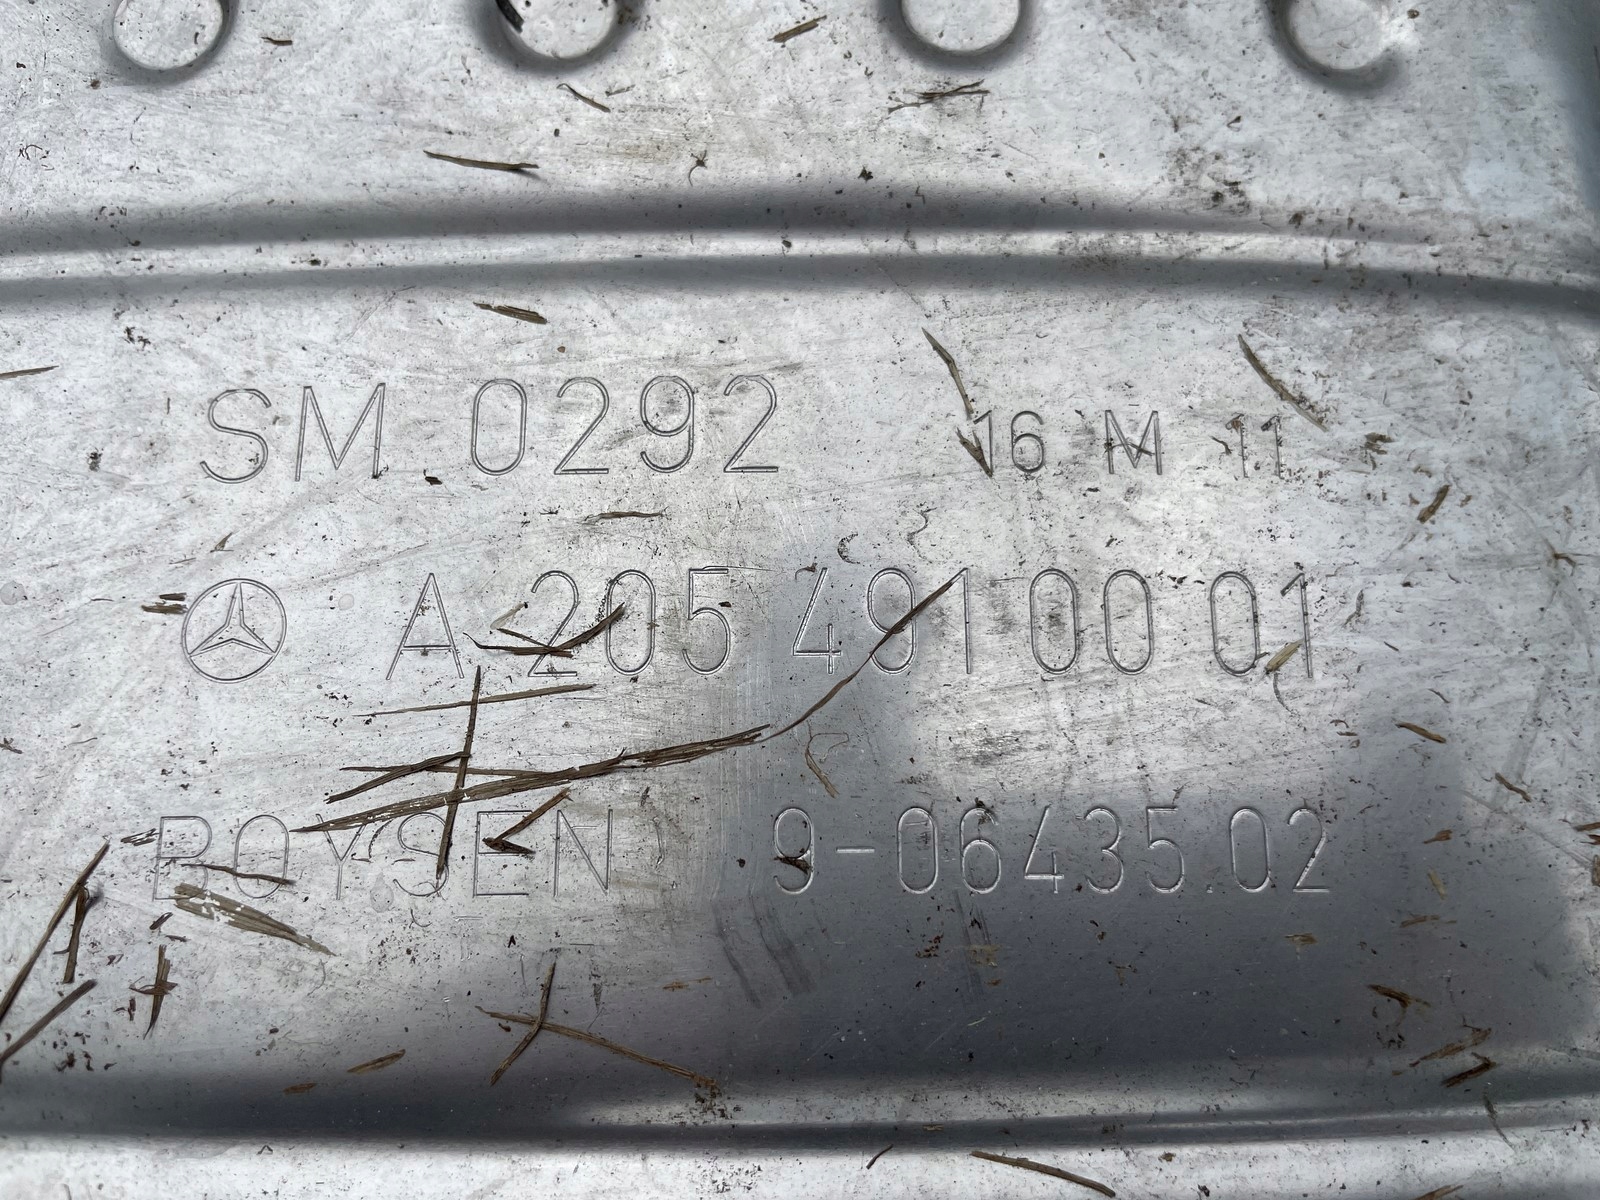 SM 0292 16 M 11
A 205 491 00 01
BOYSEN 9-06435.02